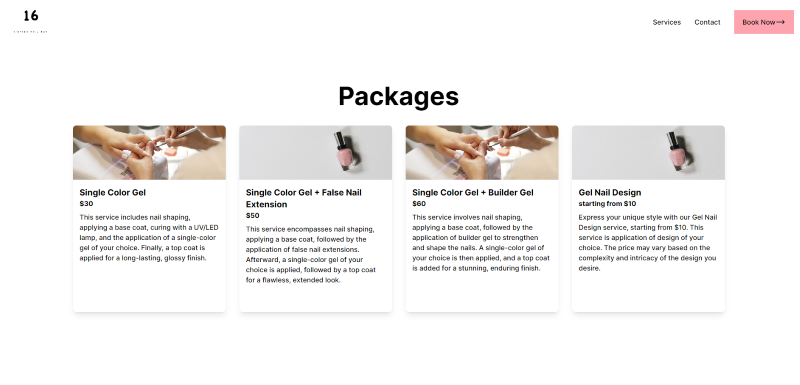 16
Services
Contact
Book Now
Packages
Single Color Gel
$30
This service includes nail shaping,
applying a base coat, curing with a UV/LED
lamp, and the application of a single-color
gel of your choice. Finally, a top coat is
applied for a long-lasting, glossy finish.
Single Color Gel + False Nail
Extension
$50
This service encompasses nail shaping,
applying a base coat, followed by the
application of false nail extensions.
Afterward, a single-color gel of your
choice is applied, followed by a top coat
for a flawless, extended look.
Single Color Gel + Builder Gel
$60
This service involves nail shaping,
applying a base coat, followed by the
application of builder gel to strengthen
and shape the nails. A single-color gel of
your choice is then applied, and a top coat
is added for a stunning, enduring finish.
Gel Nail Design
starting from $10
Express your unique style with our Gel Nail
Design service, starting from $10. This
service is application of design of your
choice. The price may vary based on the
complexity and intricacy of the design you
desire.